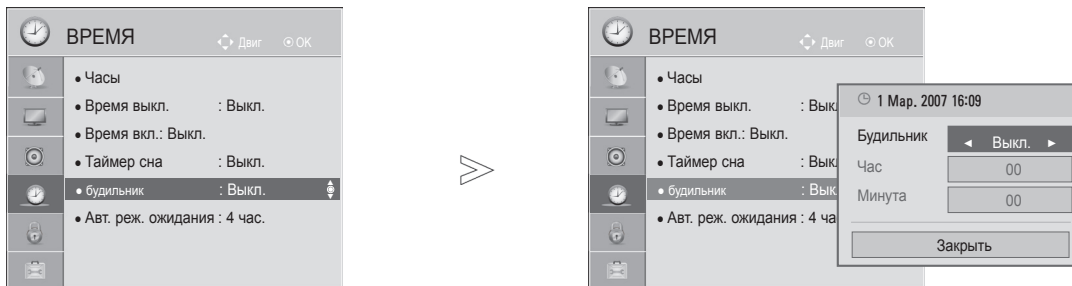 ВРЕМЯ Двиг OK
• Часы
• Время выкл. : Выкл.
• Время вкл.: Выкл.
• Таймер сна : Выкл.
• будильник : Выкл.
• Авт. реж. ожидания : 4 час.
ВРЕМЯ Двиг OK
• Часы
• Время выкл. : Выкл
• Время вкл.: Выкл.
• Таймер сна : Выкл
• будильник : Выкл
• Авт. реж. ожидания : 4 ча
1 Мар. 2007 16:09
Будильник ◄ Выкл. ►
Час 00
Минута 00
Закрыть